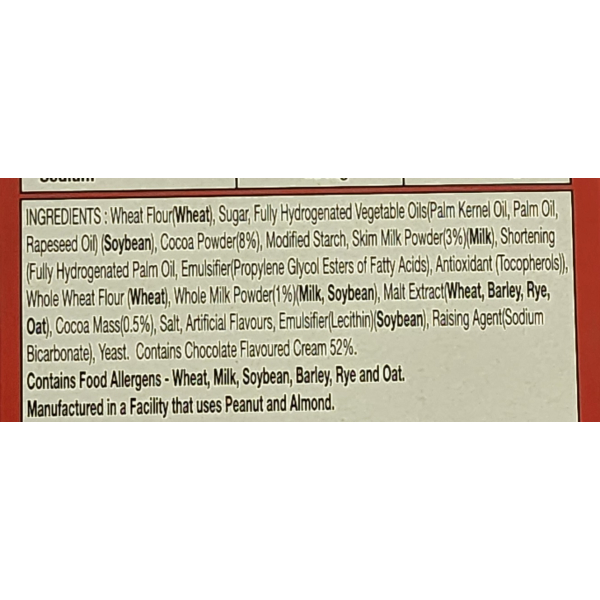 Sodium
INGREDIENTS : Wheat Flour(Wheat), Sugar, Fully Hydrogenated Vegetable Oils(Palm Kernel Oil, Palm Oil,
Rapeseed Oil) (Soybean), Cocoa Powder(8%), Modified Starch, Skim Milk Powder(3%)(Milk), Shortening
(Fully Hydrogenated Palm Oil, Emulsifier(Propylene Glycol Esters of Fatty Acids), Antioxidant (Tocopherols)),
Whole Wheat Flour (Wheat), Whole Milk Powder(1%)(Milk, Soybean), Malt Extract(Wheat, Barley, Rye,
Oat), Cocoa Mass(0.5%), Salt, Artificial Flavours, Emulsifier(Lecithin)(Soybean), Raising Agent(Sodium
Bicarbonate), Yeast. Contains Chocolate Flavoured Cream 52%.
Contains Food Allergens - Wheat, Milk, Soybean, Barley, Rye and Oat.
Manufactured in a Facility that uses Peanut and Almond.